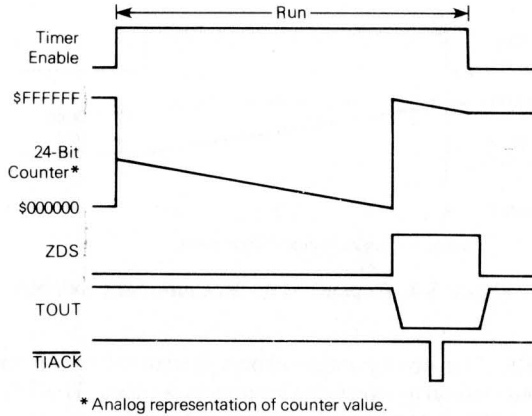 Run
Timer
Enable
$FFFFFF
24-Bit
Counter*
$000000
ZDS
TOUT
TIACK
* Analog representation of counter value.